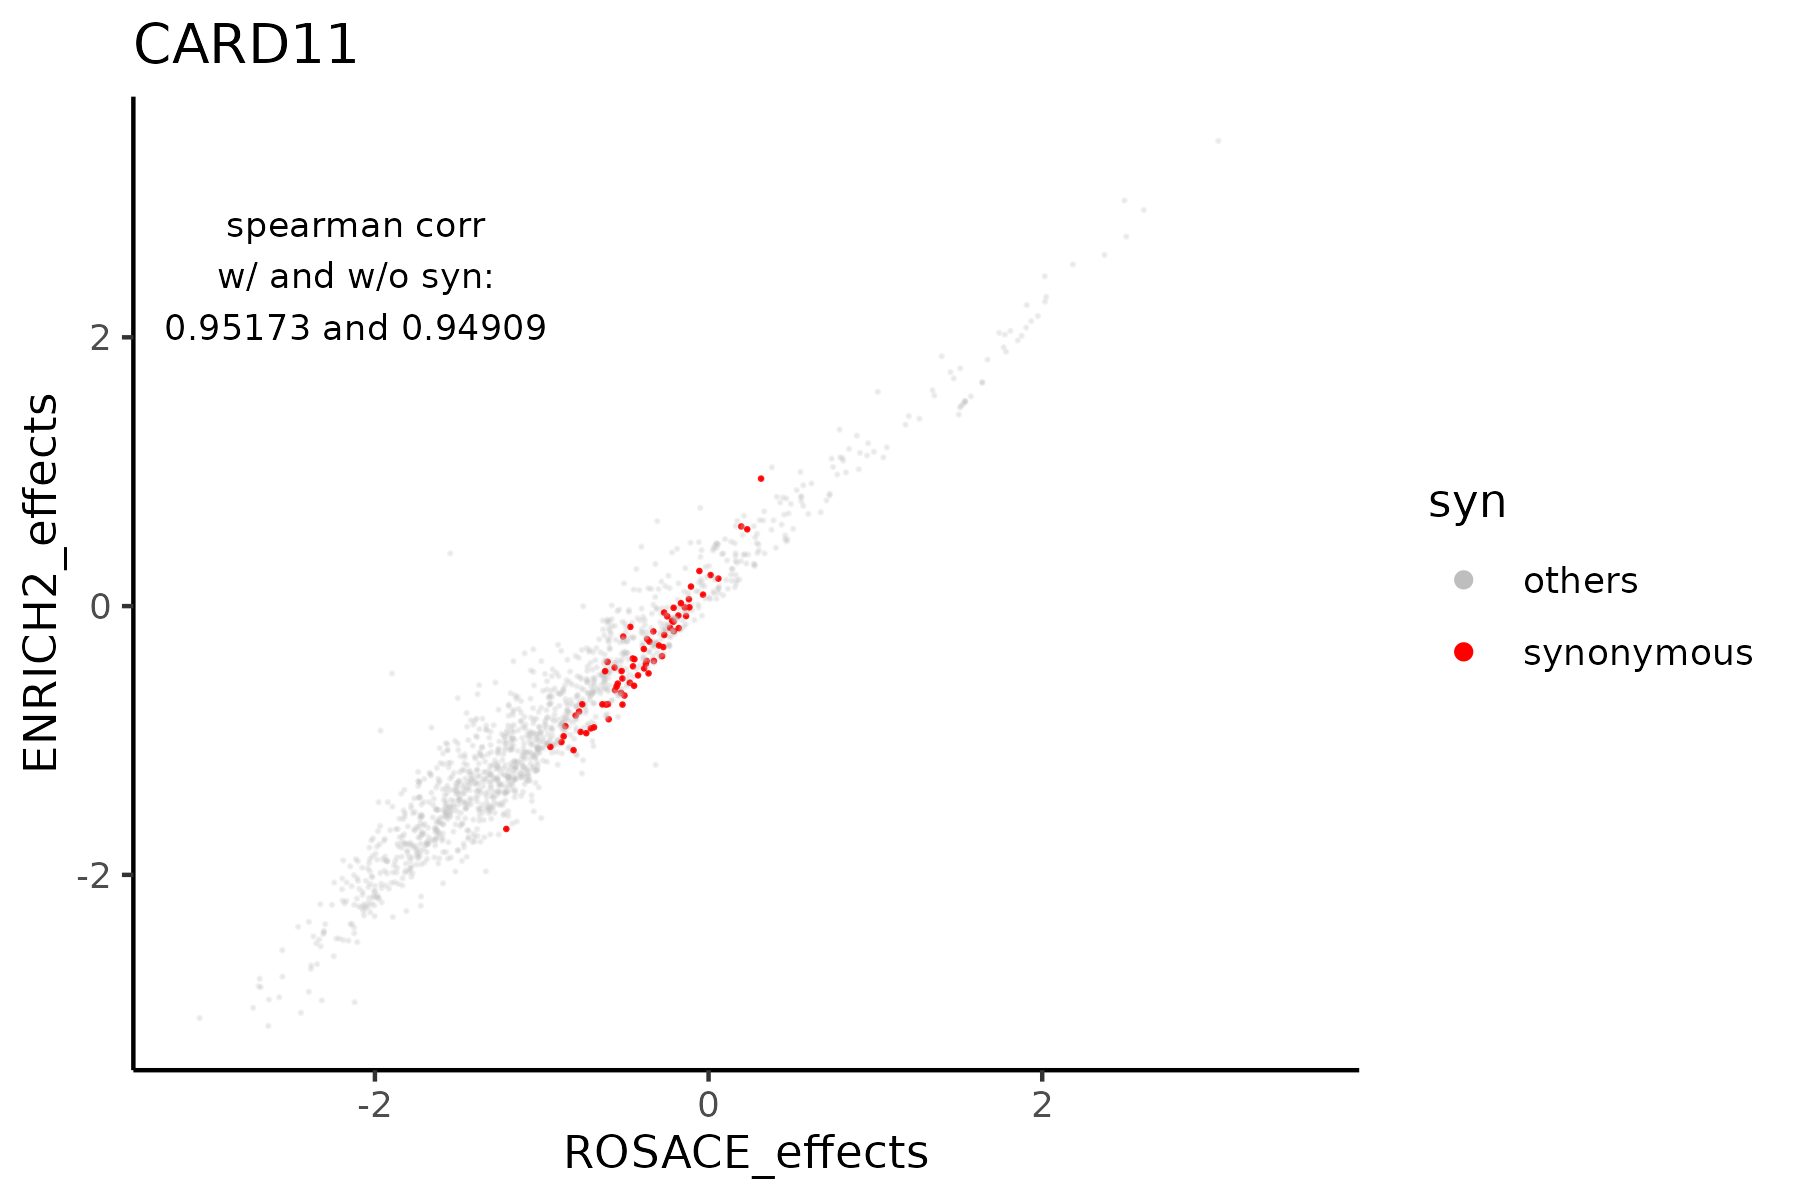 CARD11
spearman corr
w/ and w/o syn:
0.95173 and 0.94909
2
0
-2
ENRICH2_effects
-2
0
2
ROSACE_effects
syn
others
synonymous